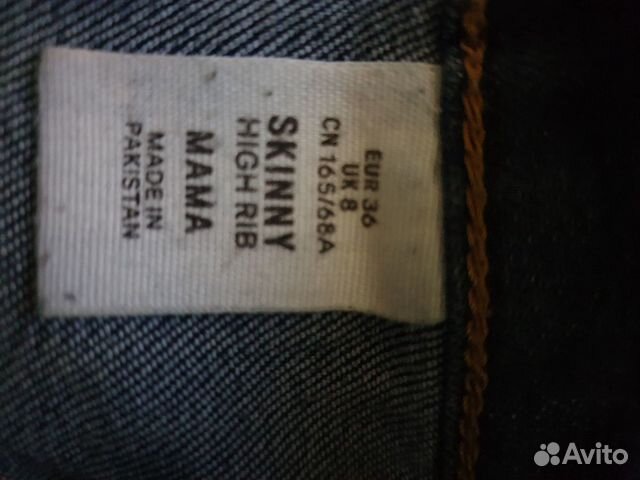 EUR 36
UK 8
CN 165/68A
SKINNY
HIGH RIB
MAMA
MADE IN
PAKISTAN
Avito